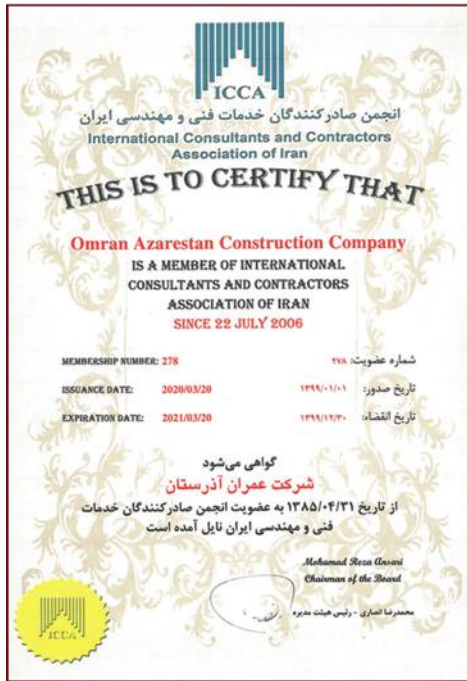 ICCA
انجمن صادرکنندگان خدمات فنی و مهندسی ایران
International Consultants and Contractors
Association of Iran
THIS IS TO CERTIFY THAT
Omran Azarestan Construction Company
IS A MEMBER OF INTERNATIONAL
CONSULTANTS AND CONTRACTORS
ASSOCIATION OF IRAN
SINCE 22 JULY 2006
MEMBERSHIP NUMBER: 278 شماره عضویت: ۲۷۸
ISSUANCE DATE: 2020/03/20 تاریخ صدور: ۱۳۹۹/۰۱/۰۱
EXPIRATION DATE: 2021/03/20 تاریخ انقضاء: ۱۳۹۹/۱۲/۳۰
گواهی می‌شود
شرکت عمران آذرستان
از تاریخ ۱۳۸۵/۰۴/۳۱ به عضویت انجمن صادرکنندگان خدمات
فنی و مهندسی ایران نایل آمده است
Mohamad Reza Ansari
Chairman of the Board
محمدرضا انصاری - رئیس هیئت مدیره
ICCA